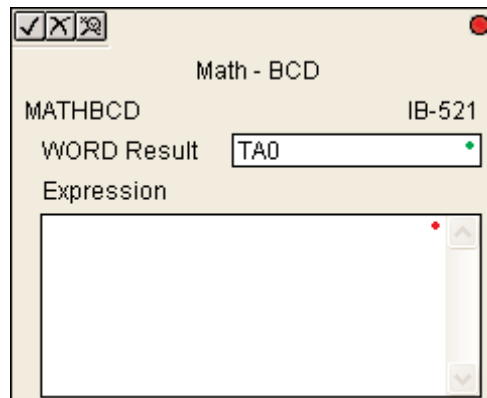 Math - BCD
MATHBCD IB-521
WORD Result TA0
Expression